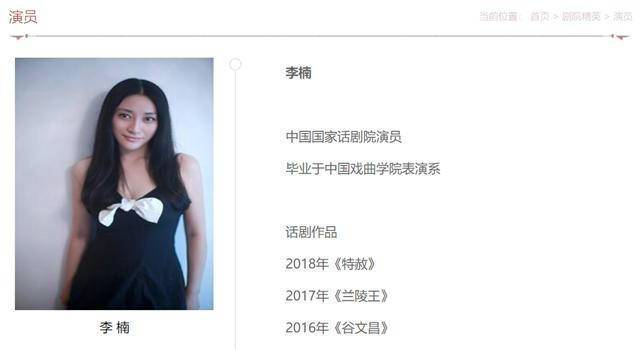 演员
当前位置： 首页 > 剧院精英 > 演员
李楠
中国国家话剧院演员
毕业于中国戏曲学院表演系
话剧作品
2018年《特赦》
2017年《兰陵王》
2016年《谷文昌》
李 楠